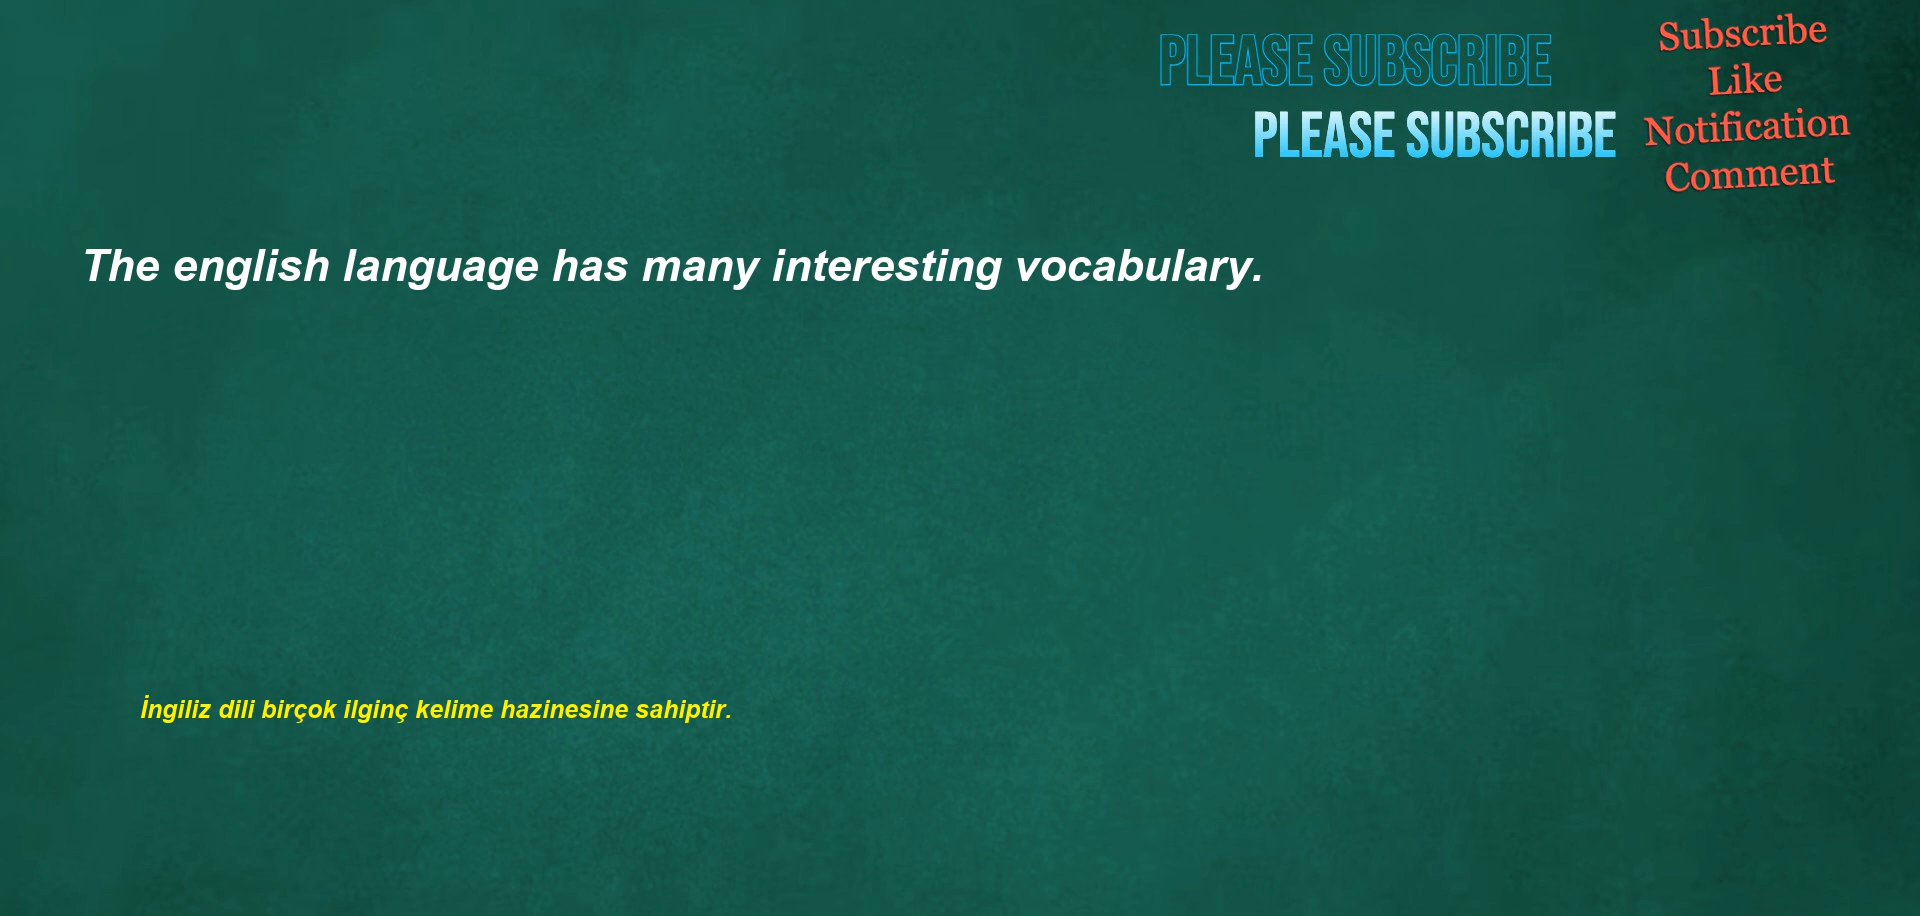 PLEASE SUBSCRIBE
PLEASE SUBSCRIBE
Subscribe
Like
Notification
Comment
The english language has many interesting vocabulary.
İngiliz dili birçok ilginç kelime hazinesine sahiptir.